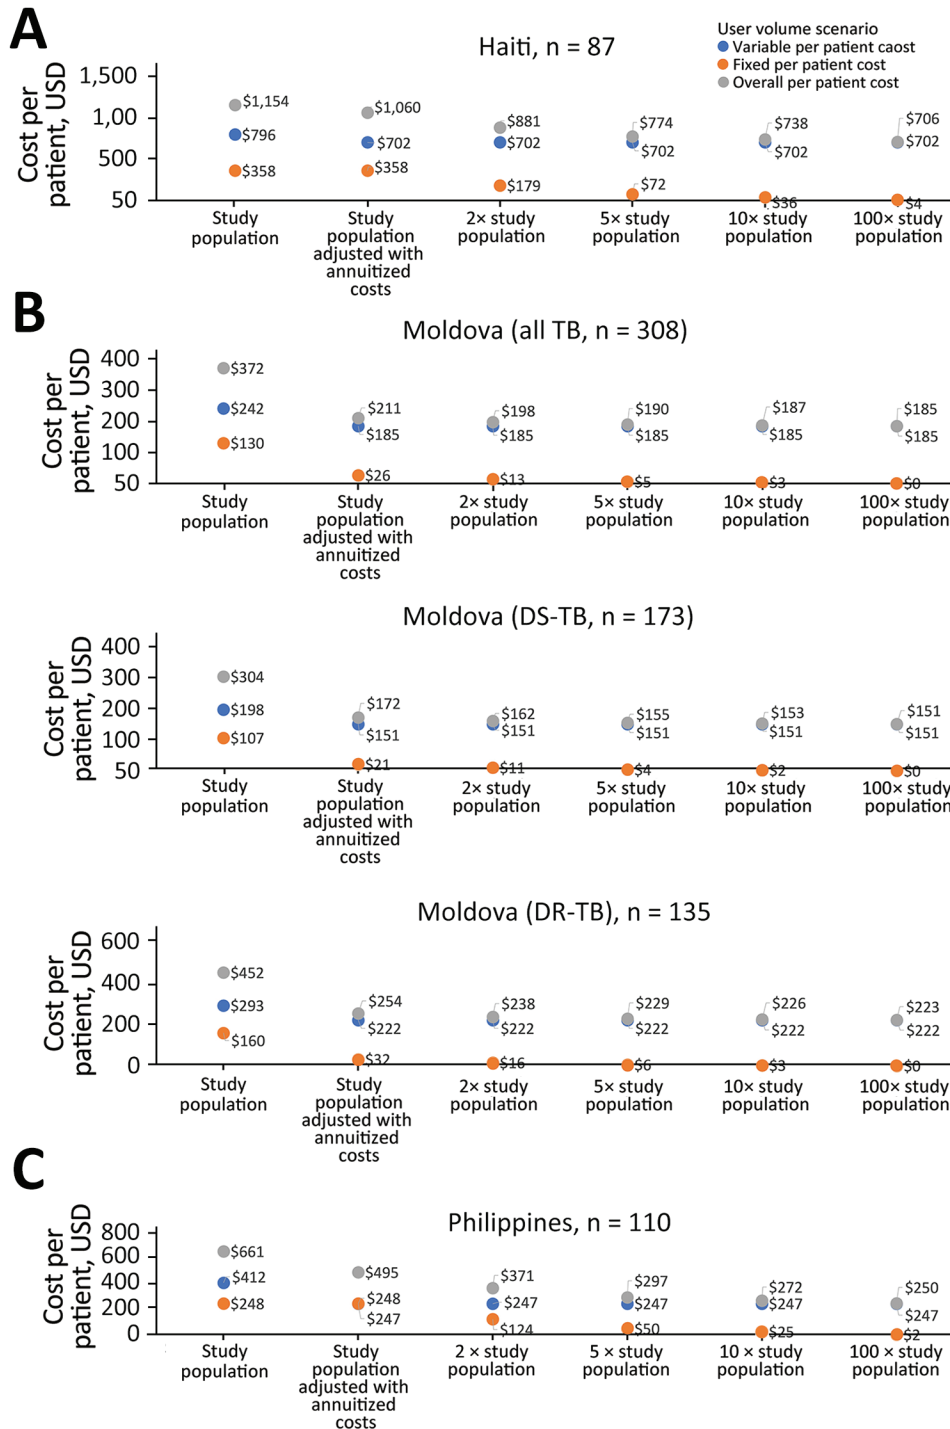 A
Haiti, n = 87
User volume scenario
Variable per patient caost
Fixed per patient cost
Overall per patient cost
Cost per
patient, USD
1,500
1,00
500
50
$1,154
$796
$358
$1,060
$702
$358
$881
$702
$179
$774
$702
$72
$738
$702
$36
$706
$702
$4
Study
population
Study
population
adjusted with
annuitized
costs
2× study
population
5× study
population
10× study
population
100× study
population
B
Moldova (all TB, n = 308)
Cost per
patient, USD
400
300
200
100
50
$372
$242
$130
$211
$185
$26
$198
$185
$13
$190
$185
$5
$187
$185
$3
$185
$185
$0
Study
population
Study
population
adjusted with
annuitized
costs
2× study
population
5× study
population
10× study
population
100× study
population
Moldova (DS-TB, n = 173)
Cost per
patient, USD
400
300
200
100
50
$304
$198
$107
$172
$151
$21
$162
$151
$11
$155
$151
$4
$153
$151
$2
$151
$151
$0
Study
population
Study
population
adjusted with
annuitized
costs
2× study
population
5× study
population
10× study
population
100× study
population
Moldova (DR-TB), n = 135
Cost per
patient, USD
600
400
200
0
$452
$293
$160
$254
$222
$32
$238
$222
$16
$229
$222
$6
$226
$222
$3
$223
$222
$0
Study
population
Study
population
adjusted with
annuitized
costs
2× study
population
5× study
population
10× study
population
100× study
population
C
Philippines, n = 110
Cost per
patient, USD
800
600
400
200
0
$661
$412
$248
$495
$248
$247
$371
$247
$124
$297
$247
$50
$272
$247
$25
$250
$247
$2
Study
population
Study
population
adjusted with
annuitized
costs
2 × study
population
5 × study
population
10 × study
population
100 × study
population